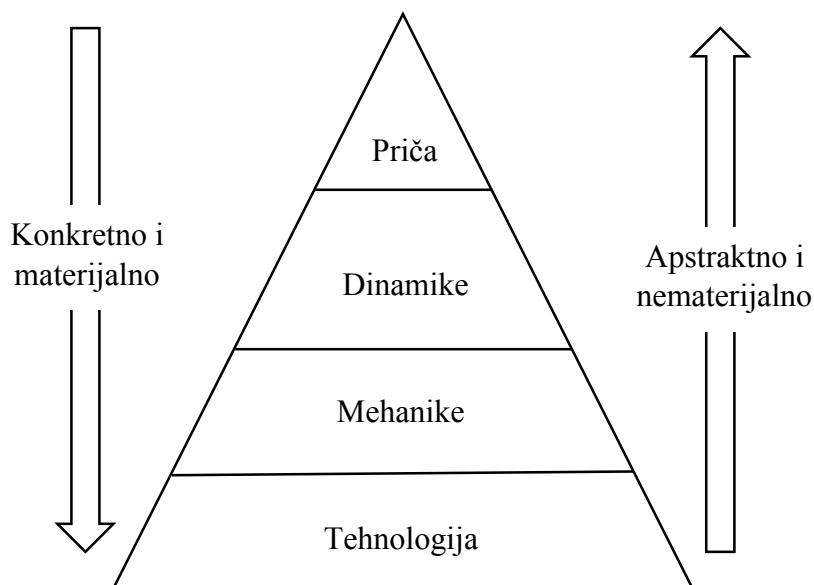 Priča
Konkretno i
materijalno
Dinamike
Apstraktno i
nematerijalno
Mehanike
Tehnologija